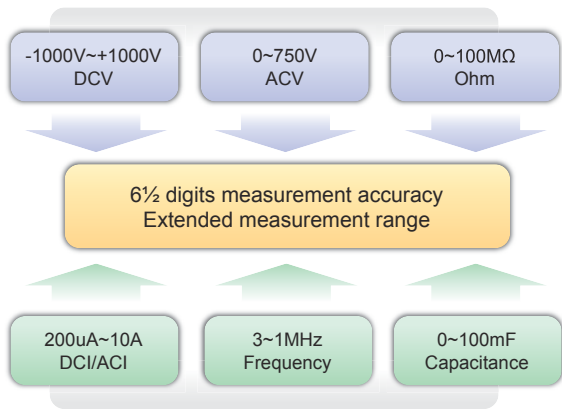 -1000V~+1000V
DCV
0~750V
ACV
0~100MΩ
Ohm
6½ digits measurement accuracy
Extended measurement range
200uA~10A
DCI/ACI
3~1MHz
Frequency
0~100mF
Capacitance